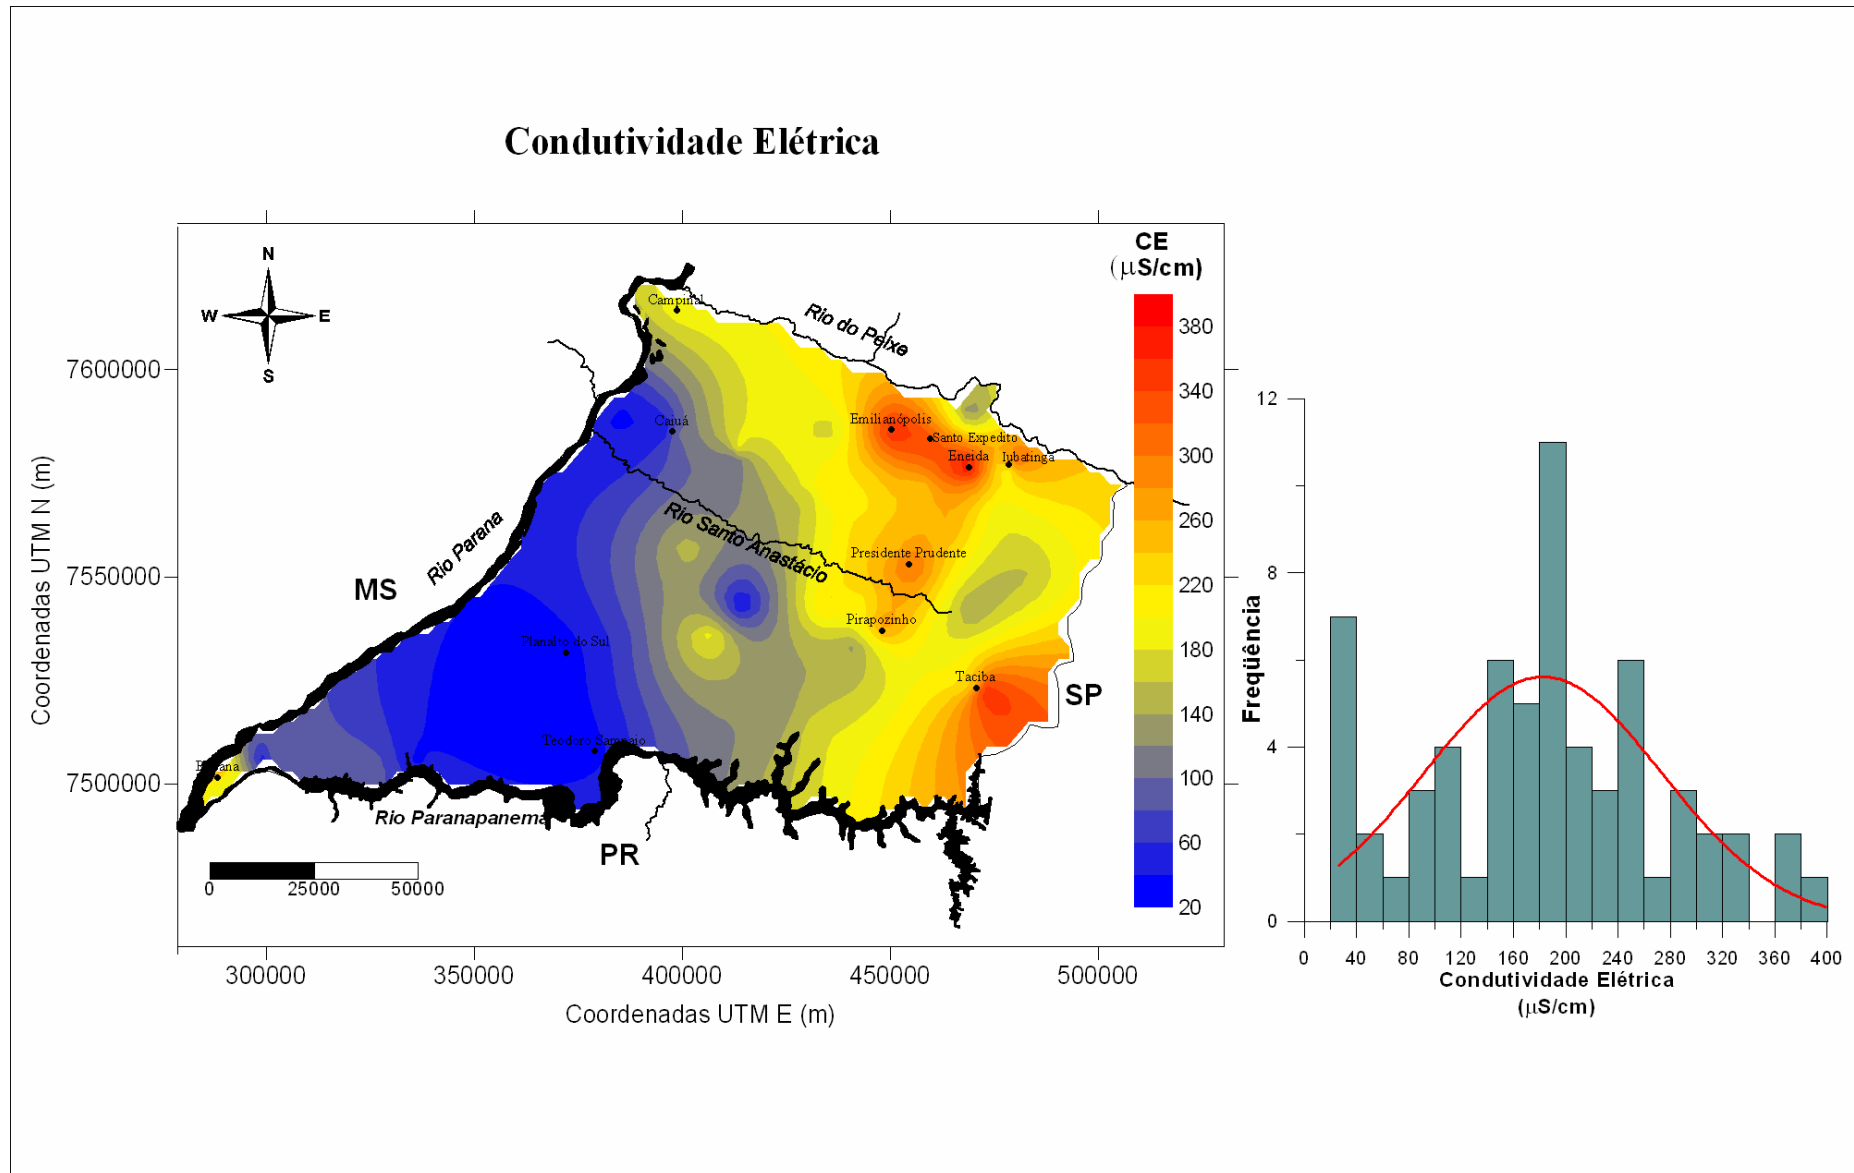 Condutividade Elétrica
N
W
E
S
CE
(µS/cm)
380
340
300
260
220
180
140
100
60
20
Campinal
Rio do Peixe
Caiuá
Emilianópolis
Santo Expedito
Eneida
Iubatinga
Rio Parana
Rio Santo Anastácio
Presidente Prudente
MS
Pirapozinho
Planalto do Sul
Taciba
SP
Teodoro Sampaio
Rio Paranapanema
PR
0
25000
50000
7600000
7550000
7500000
Coordenadas UTM N (m)
300000
350000
400000
450000
500000
Coordenadas UTM E (m)
12
8
4
0
Freqüência
0
40
80
120
160
200
240
280
320
360
400
Condutividade Elétrica
(µS/cm)